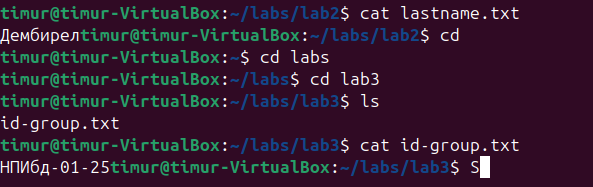 timur@timur-VirtualBox:~/labs/lab2$ cat lastname.txt
Дембирелtimur@timur-VirtualBox:~/labs/lab2$ cd
timur@timur-VirtualBox:~$ cd labs
timur@timur-VirtualBox:~/labs$ cd lab3
timur@timur-VirtualBox:~/labs/lab3$ ls
id-group.txt
timur@timur-VirtualBox:~/labs/lab3$ cat id-group.txt
НПИбд-01-25timur@timur-VirtualBox:~/labs/lab3$ S